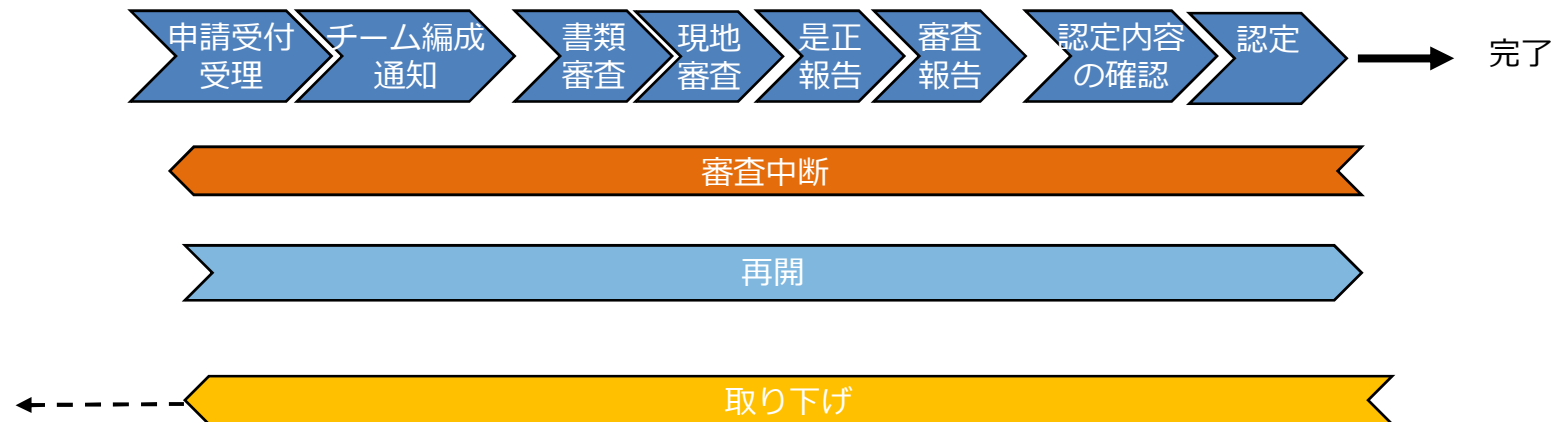 申請受付
受理
チーム編成
通知
書類
審査
現地
審査
是正
報告
審査
報告
認定内容
の確認
認定
完了
審査中断
再開
取り下げ